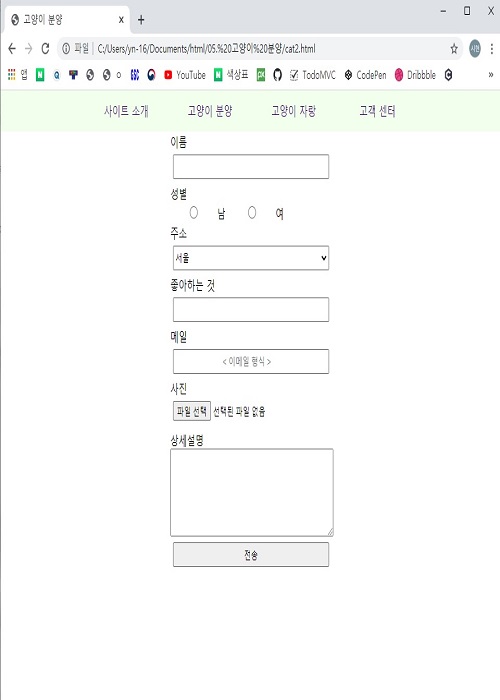 고양이 분양
파일 C:/Users/yn-16/Documents/html/05.%20고양이%20분양/cat2.html
시현
앱 YouTube 색상표 TodoMVC CodePen Dribbble »
사이트 소개 고양이 분양 고양이 자랑 고객 센터
이름
성별
남 여
주소
서울
좋아하는 것
메일
< 이메일 형식 >
사진
파일 선택 선택된 파일 없음
상세설명
전송